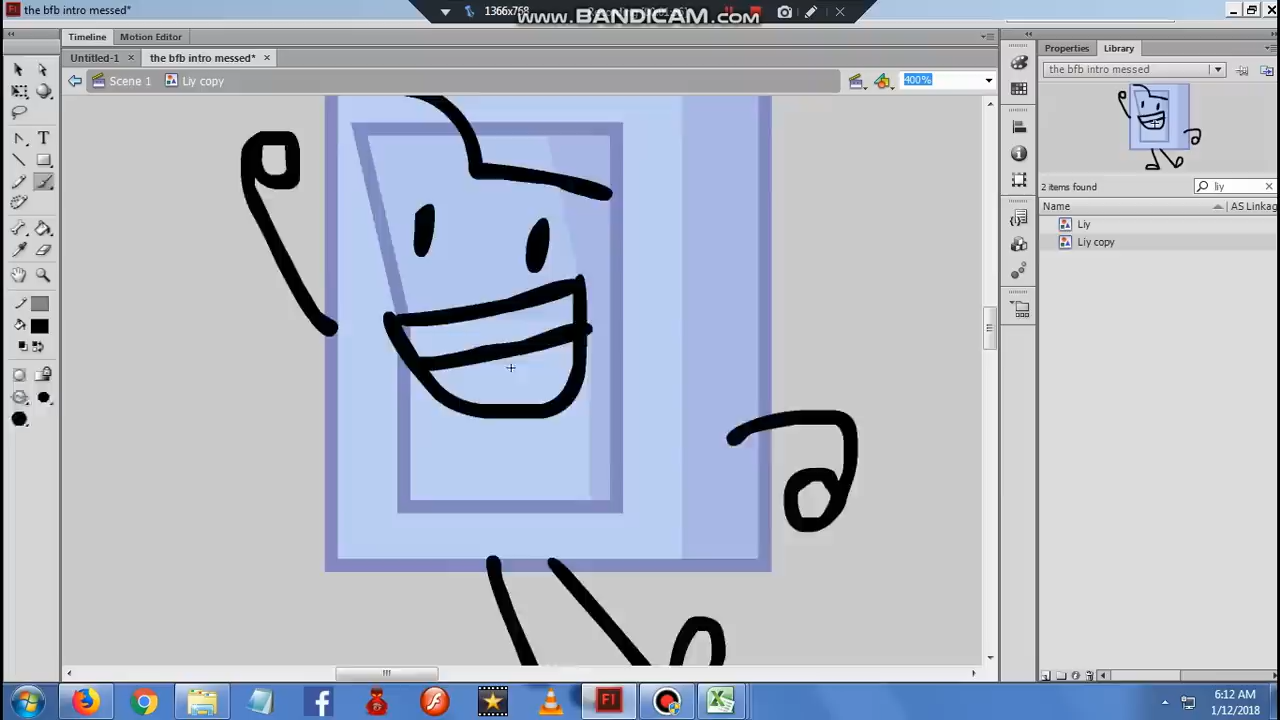 the bfb intro messed*
1366x768
www.BANDICAM.com
Timeline
Motion Editor
Properties
Library
Untitled-1
the bfb intro messed*
the bfb intro messed
Scene 1
Liy copy
400%
2 items found
liy
Name
AS Linkag
Liy
Liy copy
6:12 AM
1/12/2018